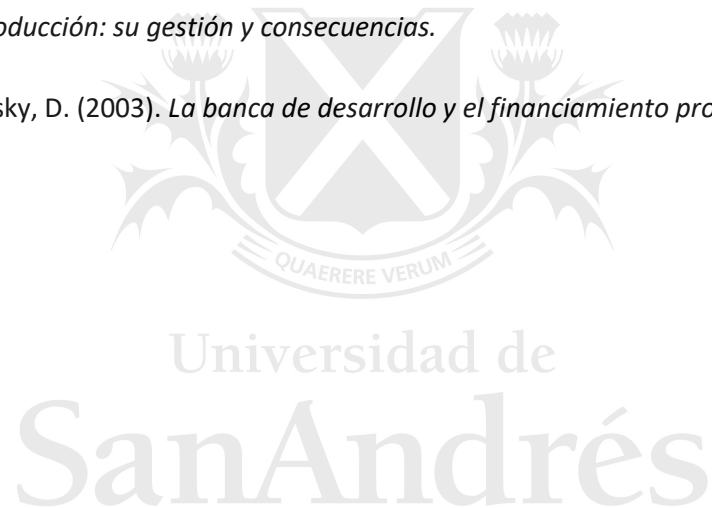 oducción: su gestión y consecuencias.
sky, D. (2003). La banca de desarrollo y el financiamiento pro
QUAERERE VERUM
Universidad de
SanAndrés